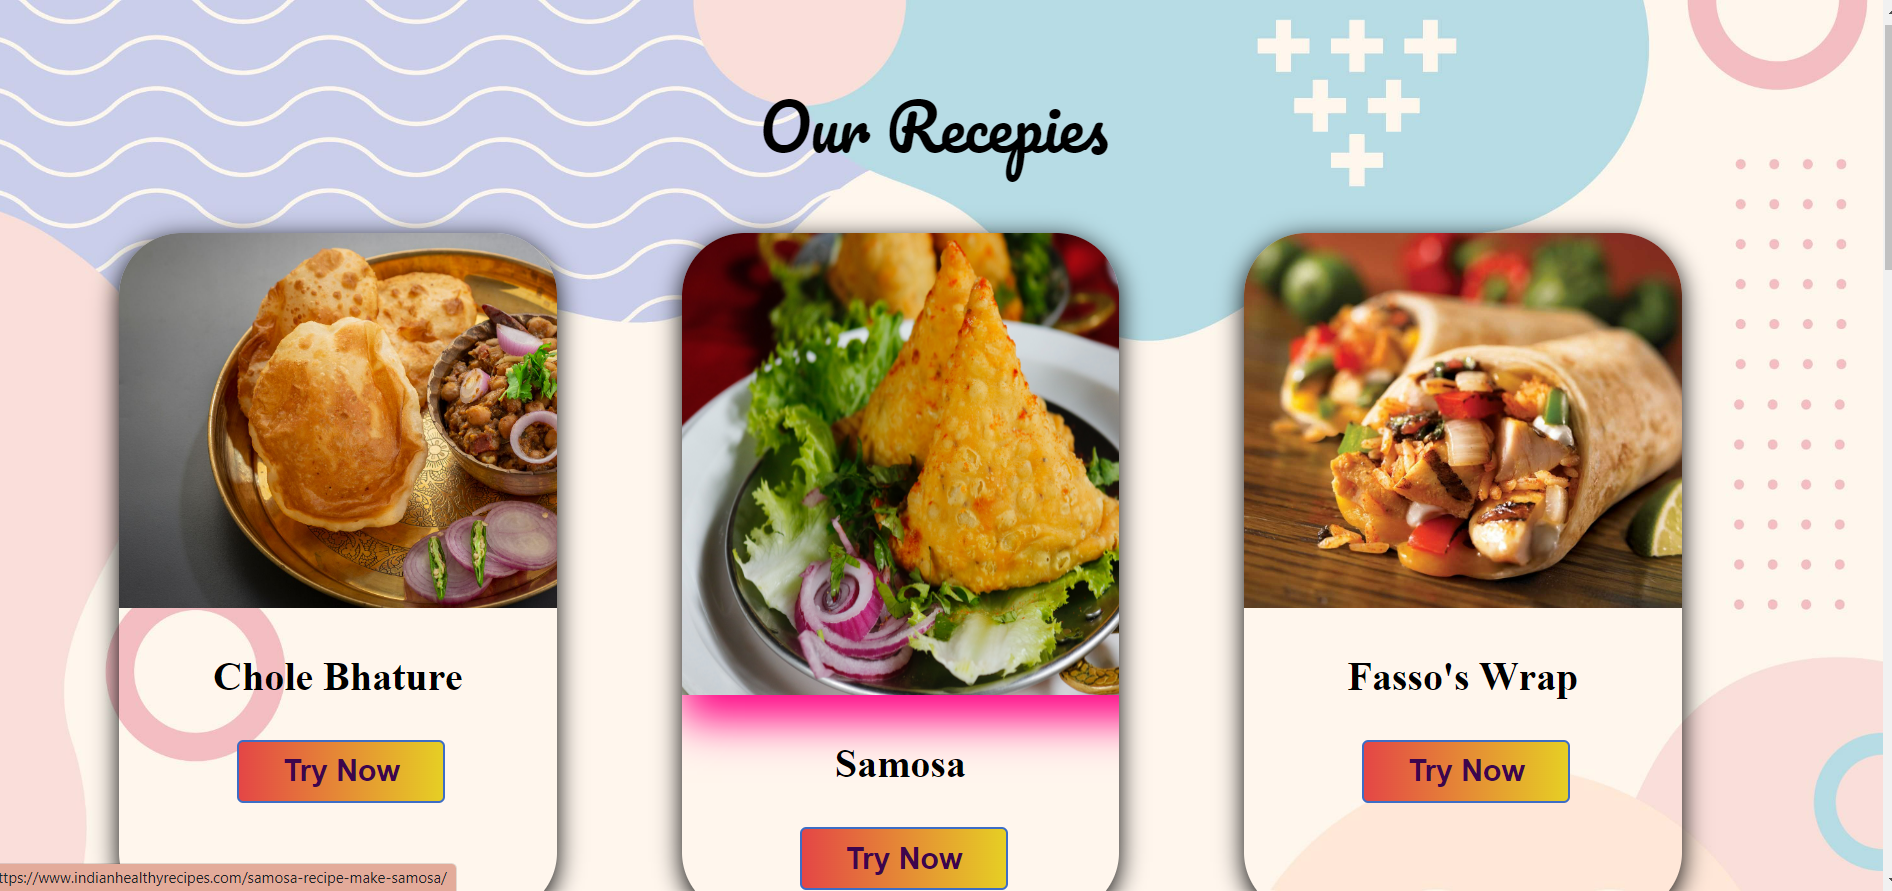 Our Recepies
Chole Bhature
Try Now
Samosa
Try Now
Fasso's Wrap
Try Now
ttps://www.indianhealthyrecipes.com/samosa-recipe-make-samosa/